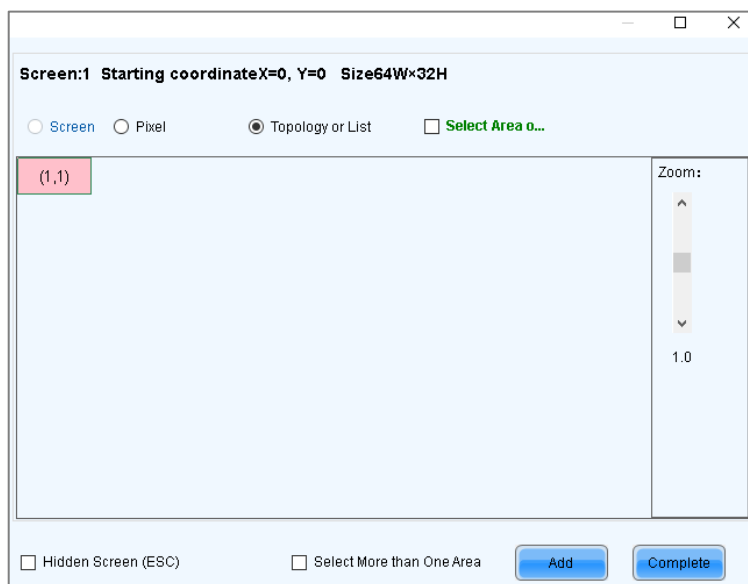 Screen:1 Starting coordinateX=0, Y=0 Size64W×32H
Screen Pixel Topology or List Select Area o...
(1,1)
Zoom:
1.0
Hidden Screen (ESC) Select More than One Area Add Complete